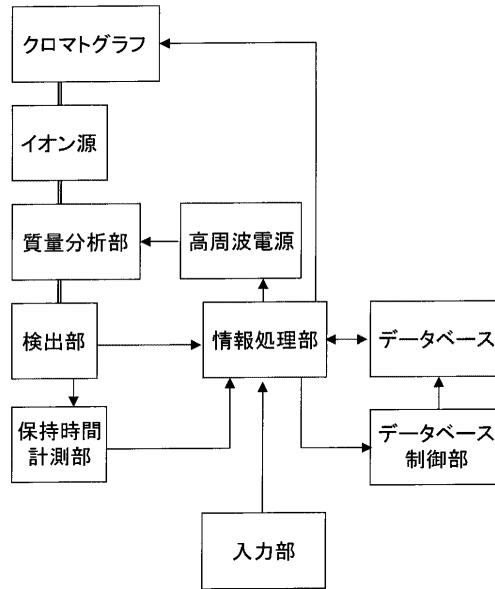 クロマトグラフ
イオン源
質量分析部
高周波電源
検出部
情報処理部
データベース
保持時間
計測部
データベース
制御部
入力部